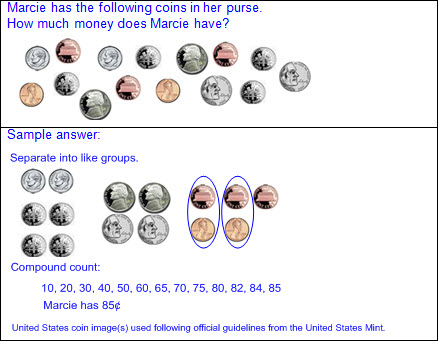 Marcie has the following coins in her purse.
How much money does Marcie have?
Sample answer:
Separate into like groups.
Compound count:
10, 20, 30, 40, 50, 60, 65, 70, 75, 80, 82, 84, 85
Marcie has 85¢
United States coin image(s) used following official guidelines from the United States Mint.